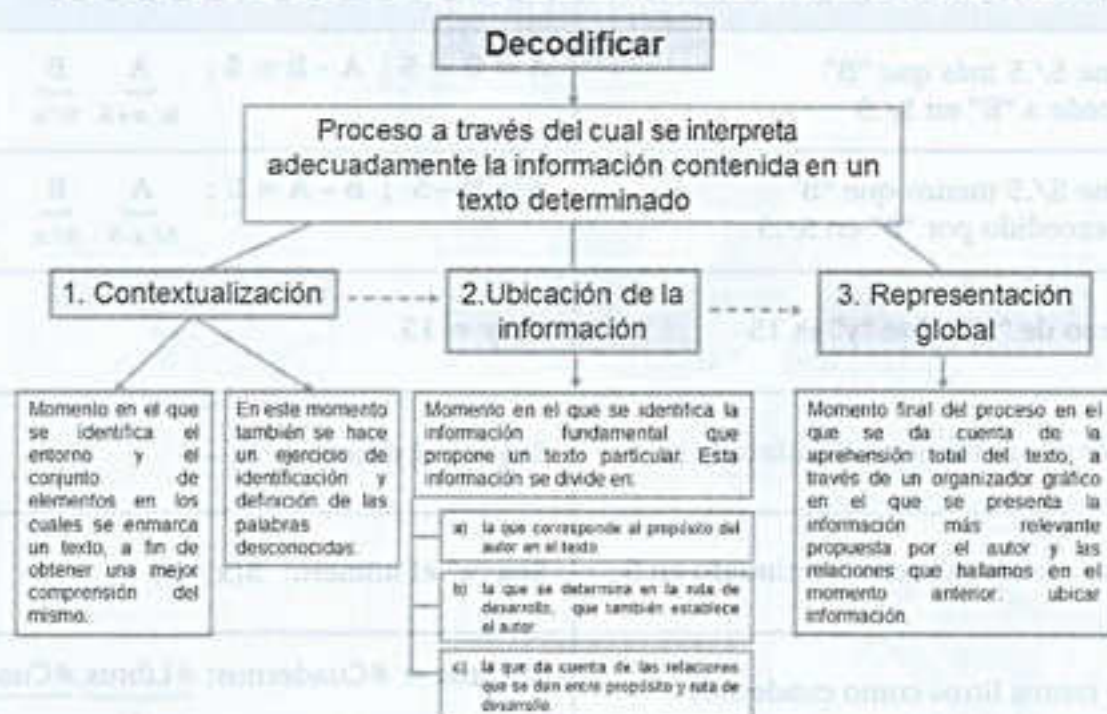 Decodificar
Proceso a través del cual se interpreta
adecuadamente la información contenida en un
texto determinado
1. Contextualización
2.Ubicación de la
información
3. Representación
global
Momento en el que
se identifica el
entorno y el
conjunto de
elementos en los
cuales se enmarca
un texto, a fin de
obtener una mejor
comprensión del
mismo.
En este momento
también se hace
un ejercicio de
identificación y
definición de las
palabras
desconocidas.
Momento en el que se identifica la
información fundamental que
propone un texto particular. Esta
información se divide en:
a) la que corresponde al propósito del
autor en el texto
b) la que se determina en la ruta de
desarrollo, que también establece
el autor
c) la que da cuenta de las relaciones
que se dan entre propósito y ruta de
desarrollo.
Momento final del proceso en el
que se da cuenta de la
aprehensión total del texto, a
través de un organizador gráfico
en el que se presenta la
información más relevante
propuesta por el autor y las
relaciones que hallamos en el
momento anterior: ubicar
información